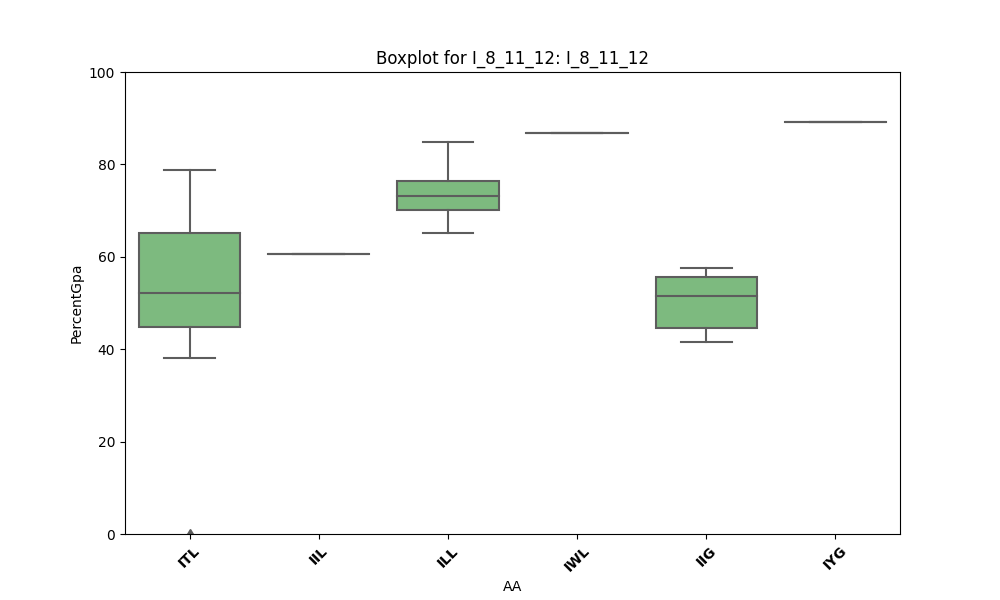 Boxplot for I_8_11_12: I_8_11_12
100
80
60
40
20
0
PercentGpa
ITL
IIL
ILL
IWL
IIG
IYG
AA